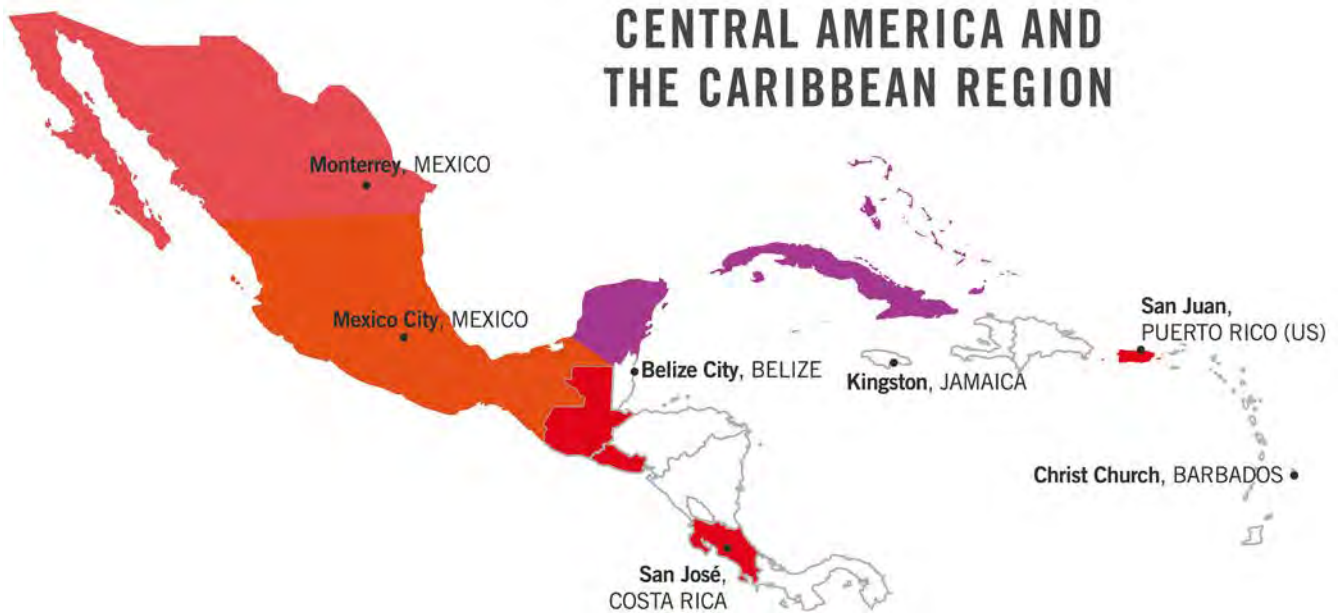 CENTRAL AMERICA AND
THE CARIBBEAN REGION
Monterrey, MEXICO
Mexico City, MEXICO
Belize City, BELIZE
Kingston, JAMAICA
San Juan,
PUERTO RICO (US)
Christ Church, BARBADOS
San José,
COSTA RICA